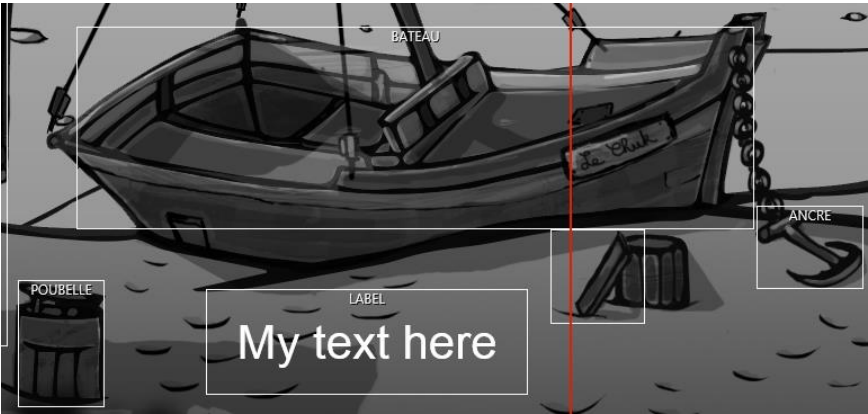 BATEAU
Le Chuk
ANCRE
POUBELLE
LABEL
My text here